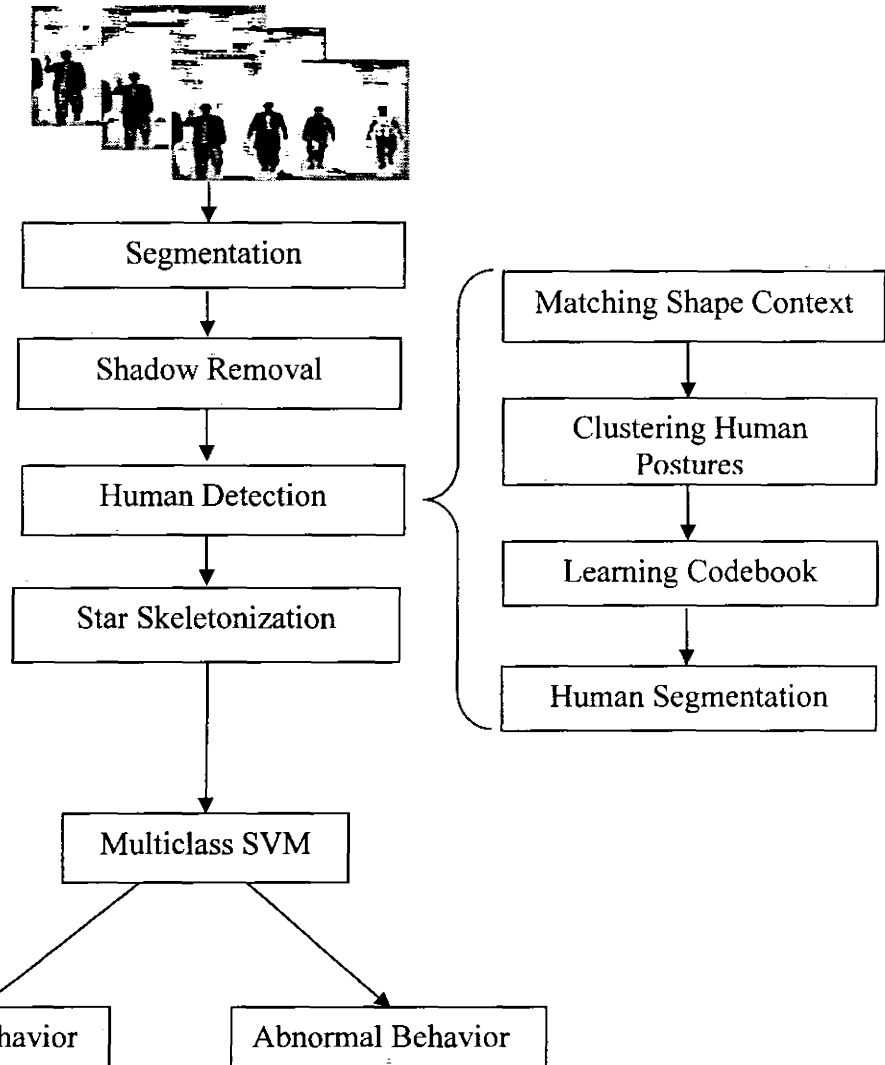 Segmentation
Shadow Removal
Human Detection
Star Skeletonization
Multiclass SVM
Abnormal Behavior
Matching Shape Context
Clustering Human
Postures
Learning Codebook
Human Segmentation